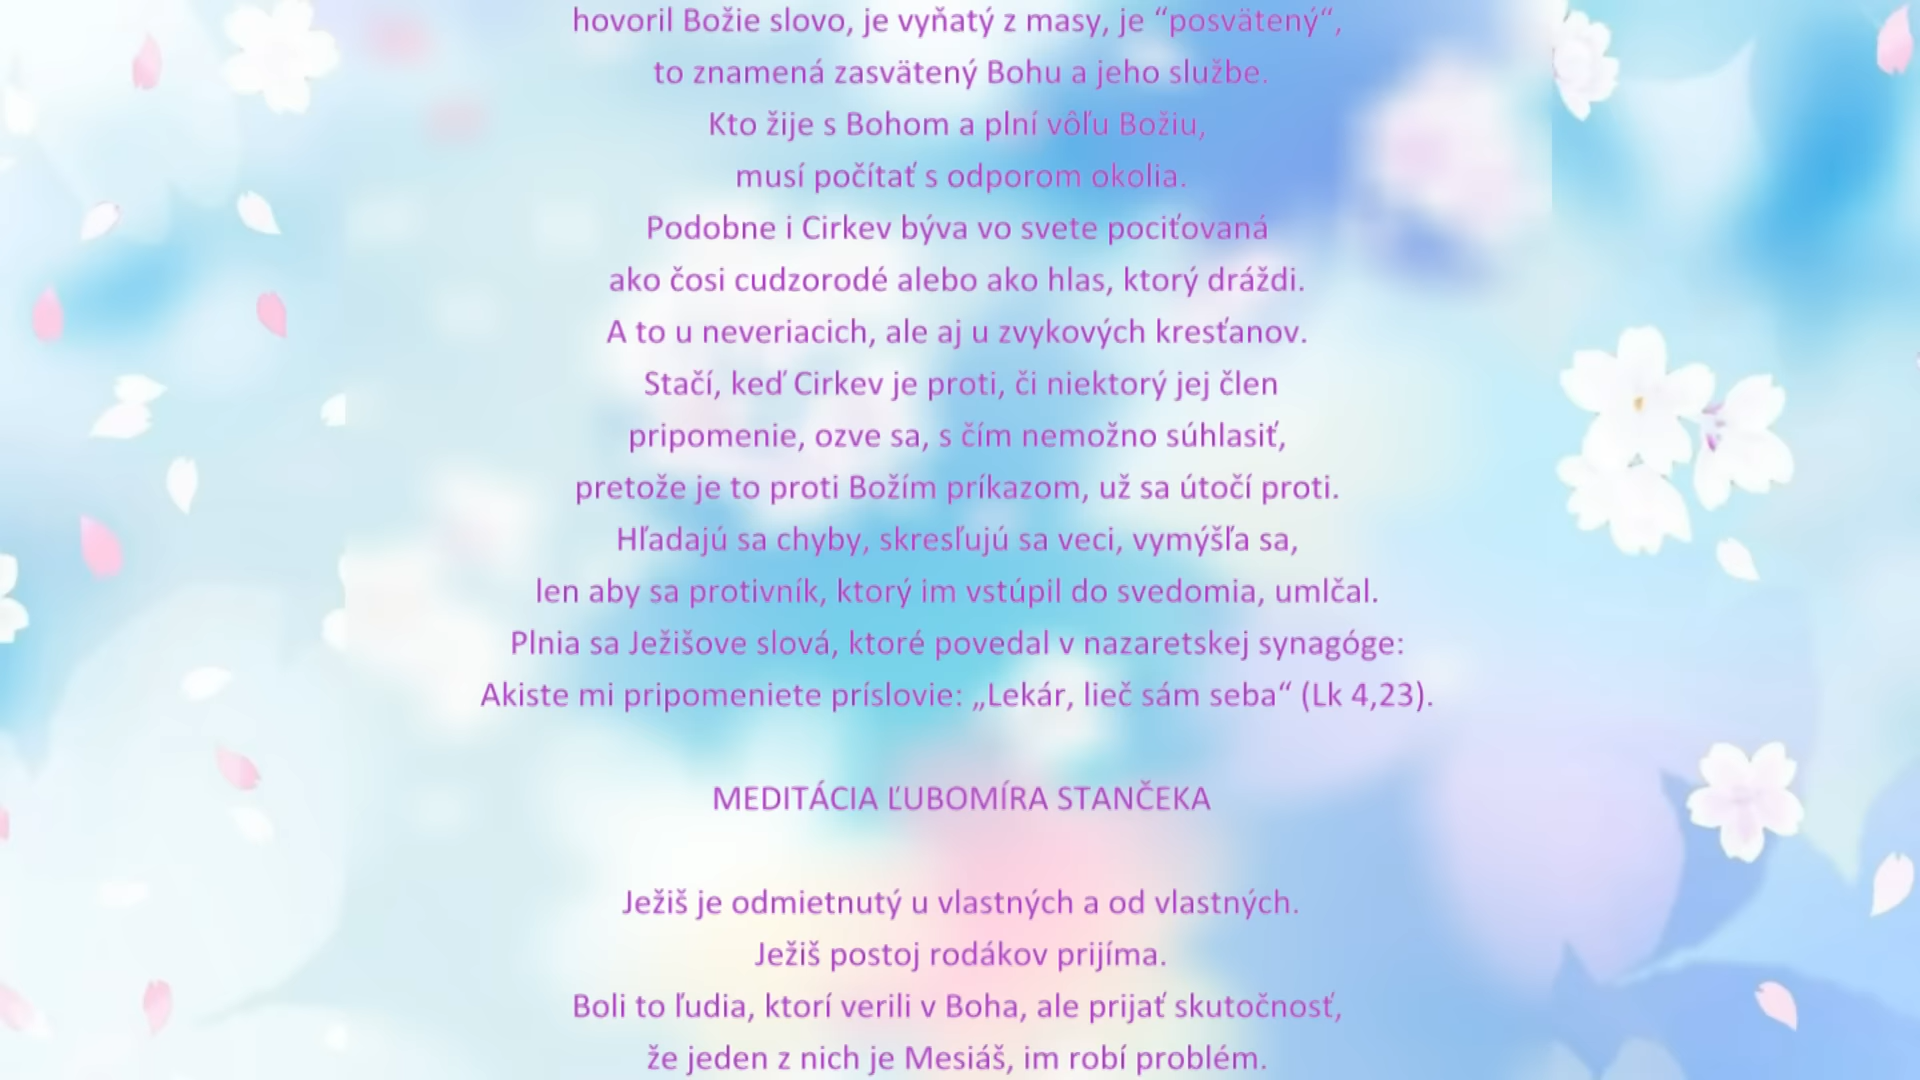 hovoril Božie slovo, je vyňatý z masy, je “posvätený“,
to znamená zasvätený Bohu a jeho službe.
Kto žije s Bohom a plní vôľu Božiu,
musí počítať s odporom okolia.
Podobne i Cirkev býva vo svete pociťovaná
ako čosi cudzorodé alebo ako hlas, ktorý dráždi.
A to u neveriacich, ale aj u zvykových kresťanov.
Stačí, keď Cirkev je proti, či niektorý jej člen
pripomenie, ozve sa, s čím nemožno súhlasiť,
pretože je to proti Božím príkazom, už sa útočí proti.
Hľadajú sa chyby, skresľujú sa veci, vymýšľa sa,
len aby sa protivník, ktorý im vstúpil do svedomia, umlčal.
Plnia sa Ježišove slová, ktoré povedal v nazaretskej synagóge:
Akiste mi pripomeniete príslovie: „Lekár, lieč sám seba“ (Lk 4,23).
MEDITÁCIA ĽUBOMÍRA STANČEKA
Ježiš je odmietnutý u vlastných a od vlastných.
Ježiš postoj rodákov prijíma.
Boli to ľudia, ktorí verili v Boha, ale prijať skutočnosť,
že jeden z nich je Mesiáš, im robí problém.